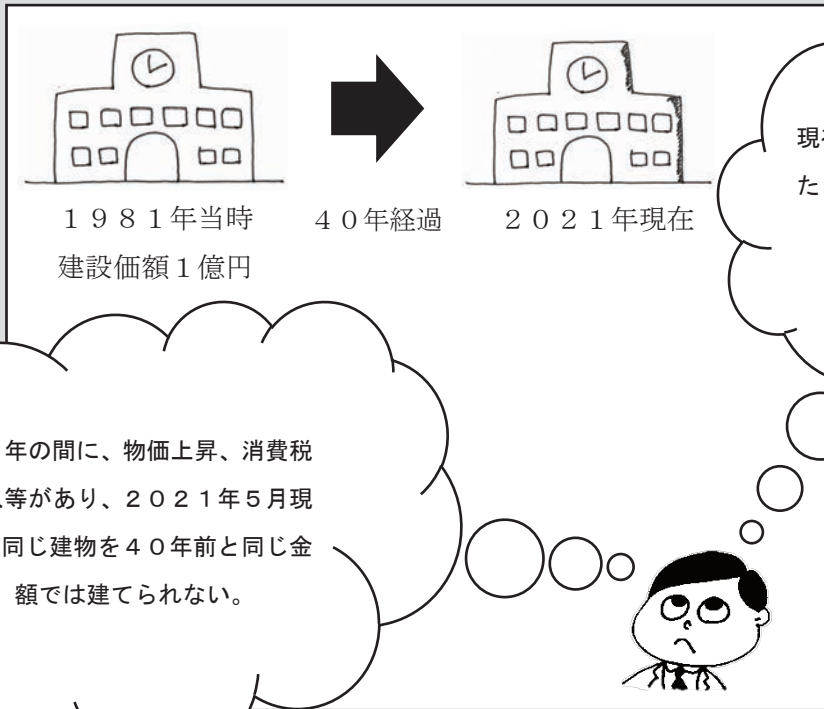 1981年当時
建設価額1億円
40年経過
2021年現在
現
た
年の間に、物価上昇、消費税
等があり、2021年5月現
同じ建物を40年前と同じ金
額では建てられない。